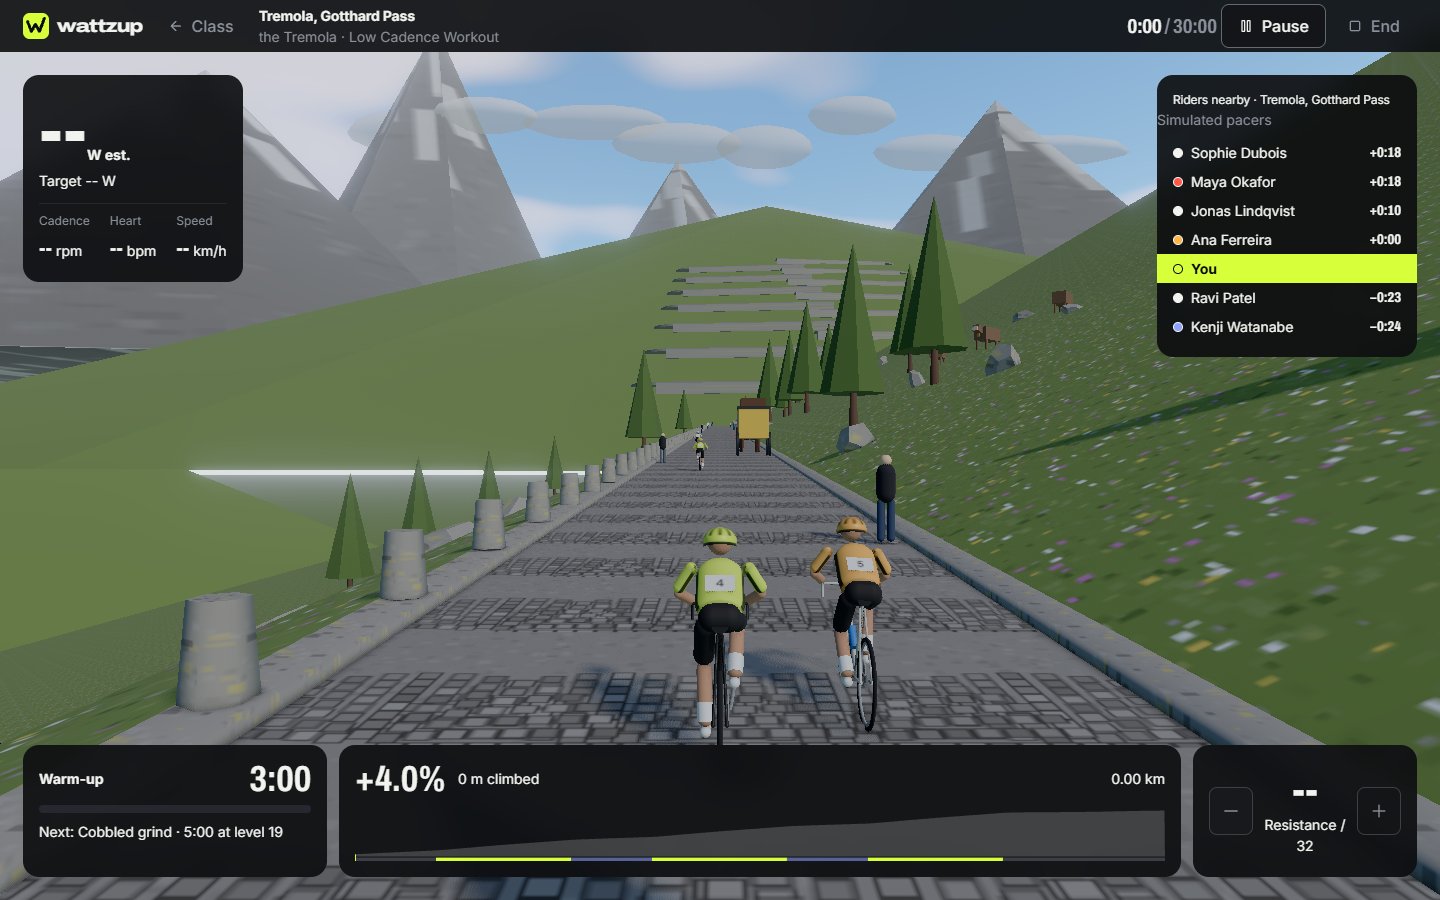 wattzup
Class
Tremola, Gotthard Pass
the Tremola · Low Cadence Workout
0:00 / 30:00
Pause
End
--
W est.
Target -- W
Cadence Heart Speed
-- rpm -- bpm -- km/h
Riders nearby · Tremola, Gotthard Pass
Simulated pacers
Sophie Dubois +0:18
Maya Okafor +0:18
Jonas Lindqvist +0:10
Ana Ferreira +0:00
You
Ravi Patel −0:23
Kenji Watanabe −0:24
4
5
Warm-up 3:00
Next: Cobbled grind · 5:00 at level 19
+4.0% 0 m climbed 0.00 km
−
--
+
Resistance /
32